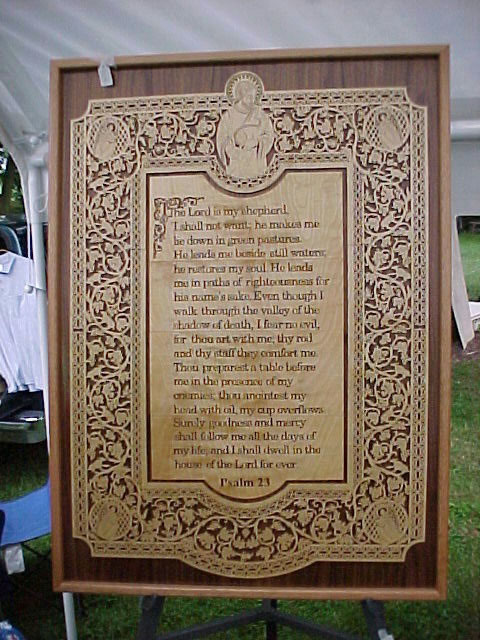 The Lord is my shepherd,
I shall not want; he makes me
lie down in green pastures.
He leads me beside still waters;
he restores my soul. He leads
me in paths of righteousness for
his name's sake. Even though I
walk through the valley of the
shadow of death, I fear no evil,
for thou art with me; thy rod
and thy staff they comfort me.
Thou preparest a table before
me in the presence of my
enemies; thou anointest my
head with oil, my cup overflows.
Surely goodness and mercy
shall follow me all the days of
my life; and I shall dwell in the
house of the Lord for ever
Psalm 23